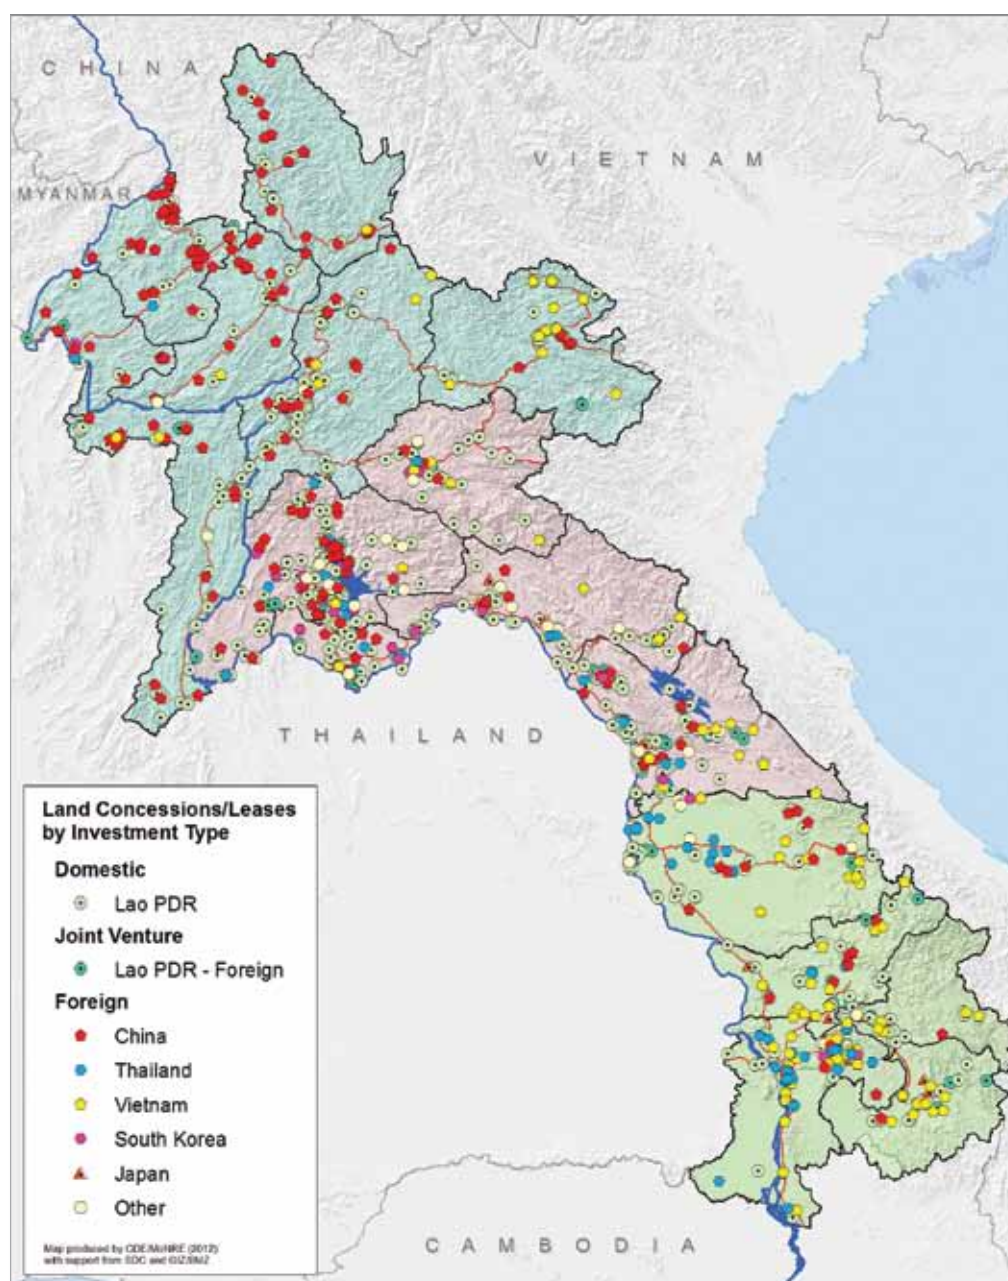 CHINA
VIETNAM
MYANMAR
THAILAND
Land Concessions/Leases
by Investment Type
Domestic
Lao PDR
Joint Venture
Lao PDR - Foreign
Foreign
China
Thailand
Vietnam
South Korea
Japan
Other
Map produced by CDE/MoNRE (2012)
with support from SDC and GIZ/BMZ
CAMBODIA